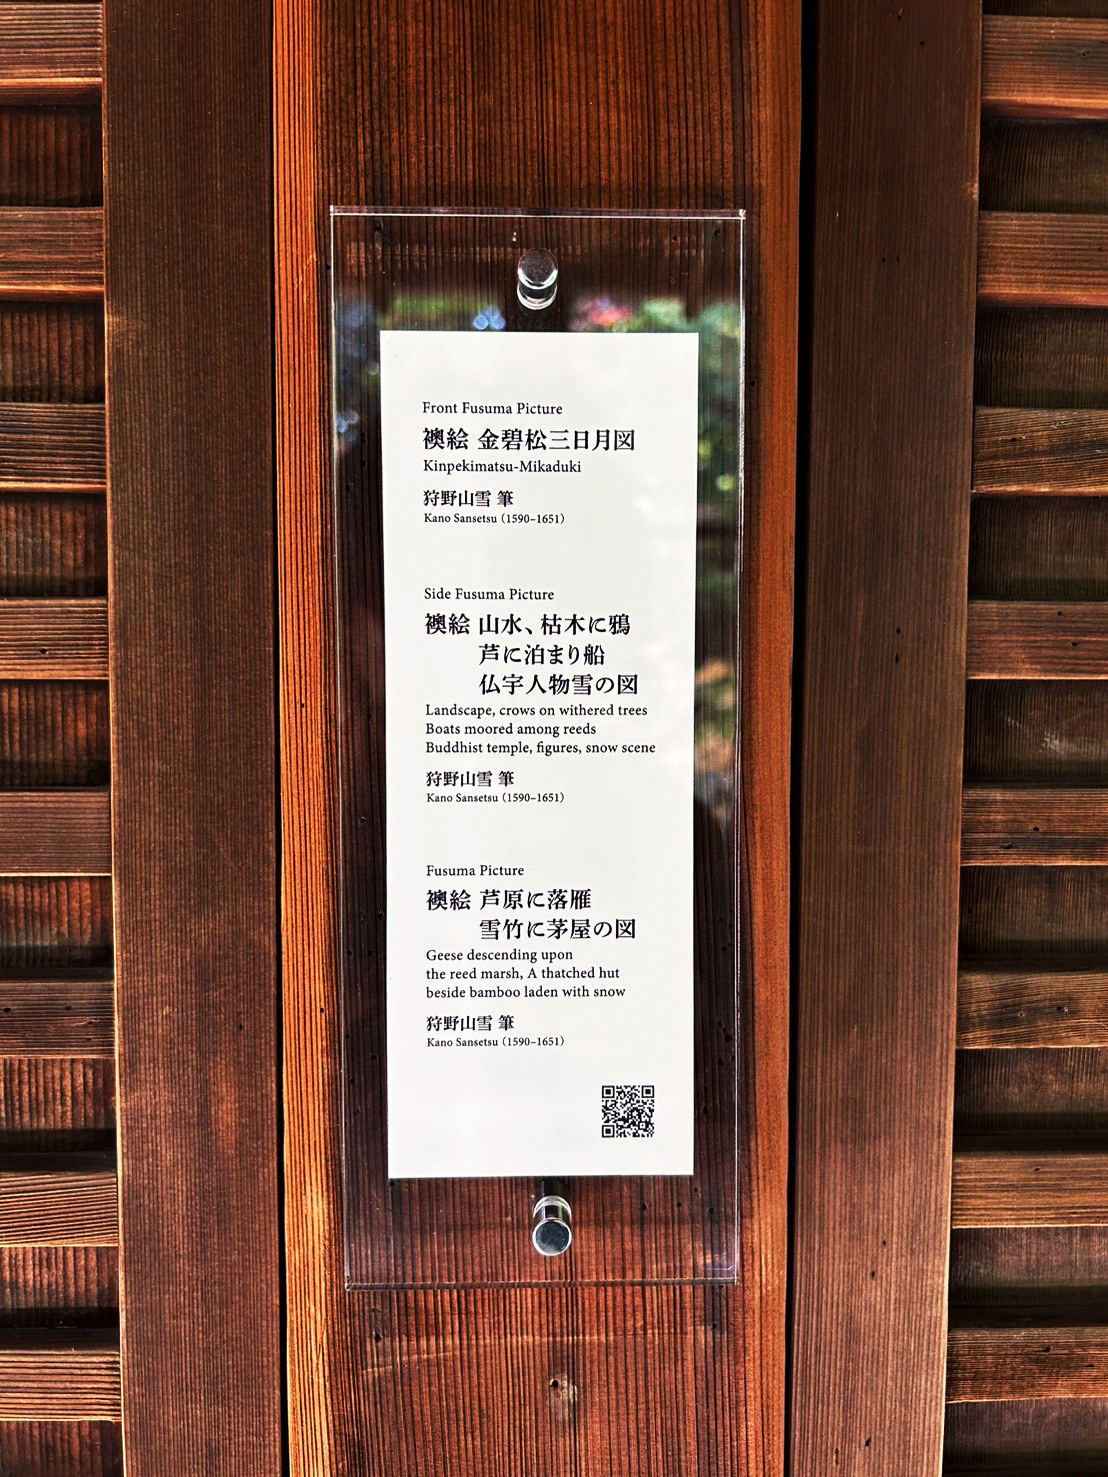 Front Fusuma Picture
襖絵 金碧松三日月図
Kinpekimatsu-Mikaduki
狩野山雪 筆
Kano Sansetsu (1590–1651)
Side Fusuma Picture
襖絵 山水、枯木に鴉
芦に泊まり船
仏宇人物雪の図
Landscape, crows on withered trees
Boats moored among reeds
Buddhist temple, figures, snow scene
狩野山雪 筆
Kano Sansetsu (1590–1651)
Fusuma Picture
襖絵 芦原に落雁
雪竹に茅屋の図
Geese descending upon
the reed marsh, A thatched hut
beside bamboo laden with snow
狩野山雪 筆
Kano Sansetsu (1590–1651)